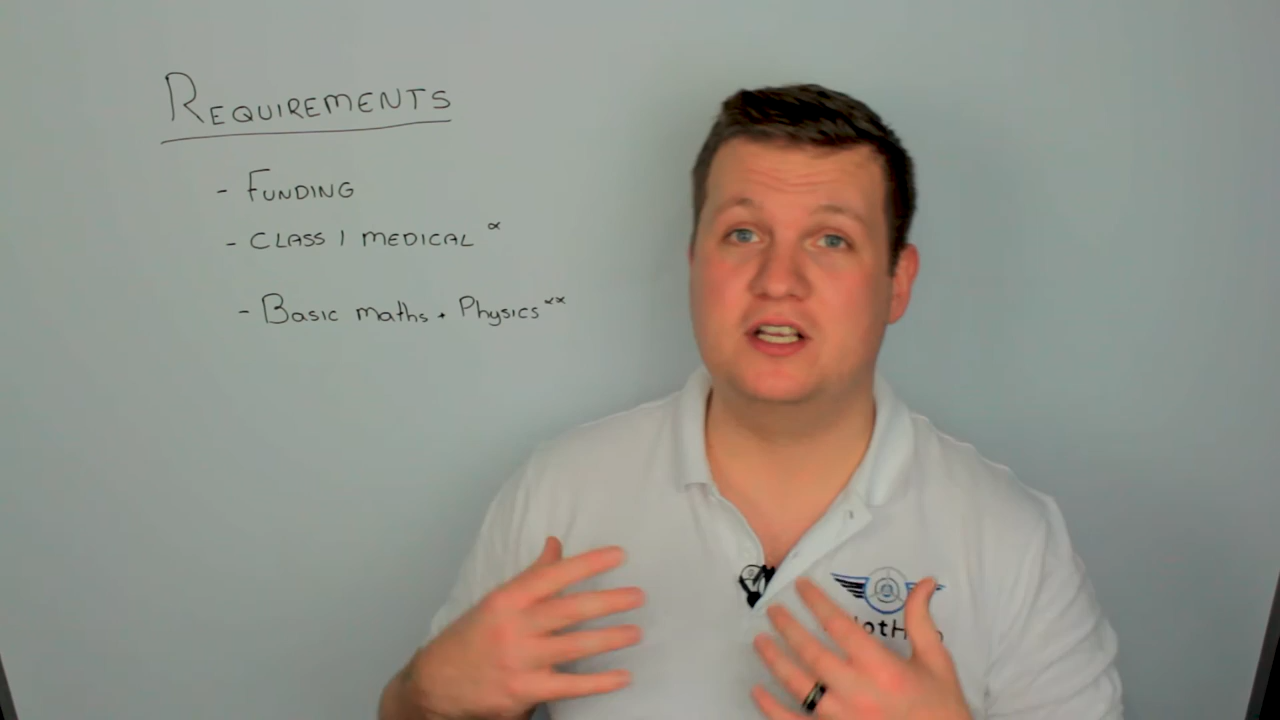 REQUIREMENTS
- FUNDING
- CLASS 1 MEDICAL *
- Basic maths + Physics **